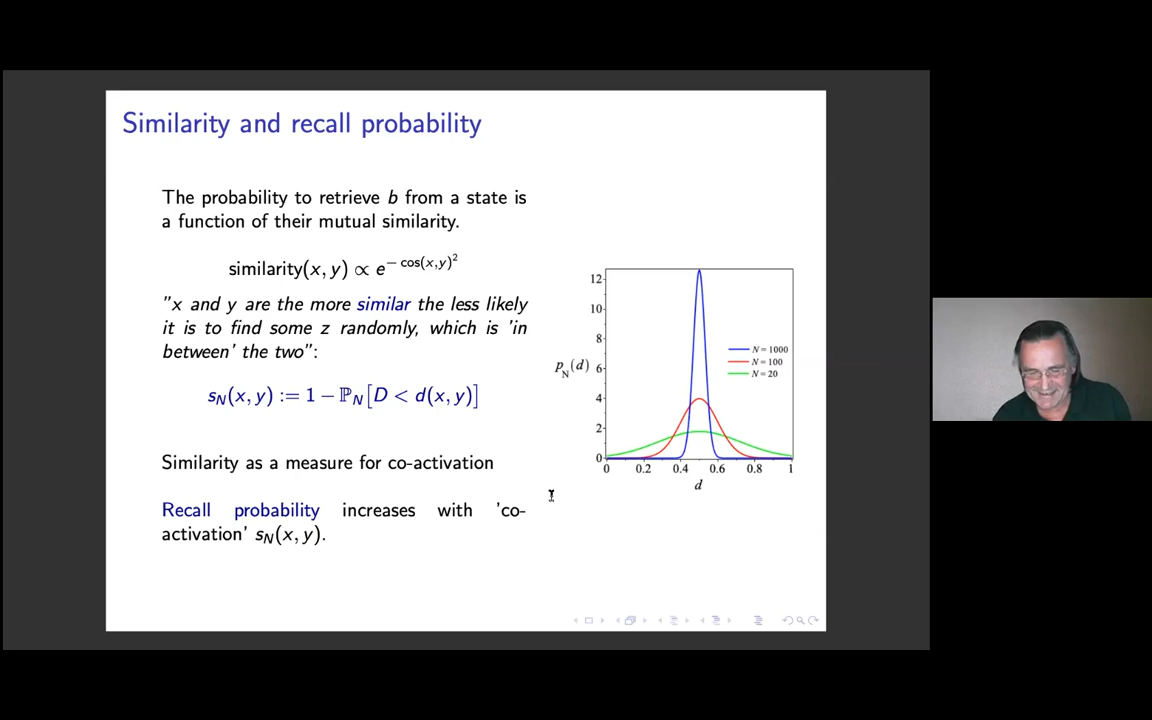 Similarity and recall probability
The probability to retrieve b from a state is
a function of their mutual similarity.
similarity(x, y) ∝ e^{− cos(x,y)^2}
"x and y are the more similar the less likely
it is to find some z randomly, which is 'in
between' the two":
s_N(x, y) := 1 − ℙ_N[D < d(x, y)]
Similarity as a measure for co-activation
Recall probability increases with 'co-
activation' s_N(x, y).
12
10
8
p_N(d) 6
4
2
0
0 0.2 0.4 0.6 0.8 1
d
N = 1000
N = 100
N = 20